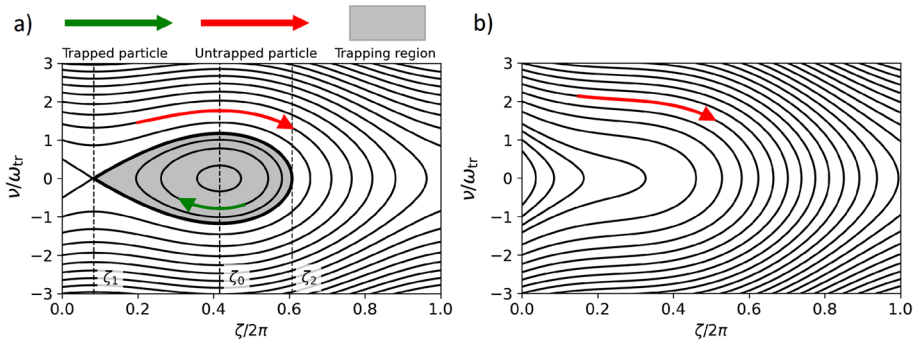 a)
b)
Trapped particle
Untrapped particle
Trapping region
3
2
1
0
−1
−2
−3
ν/ω_tr
ζ₁
ζ₀
ζ₂
0.0
0.2
0.4
0.6
0.8
1.0
ζ/2π
3
2
1
0
−1
−2
−3
ν/ω_tr
0.0
0.2
0.4
0.6
0.8
1.0
ζ/2π